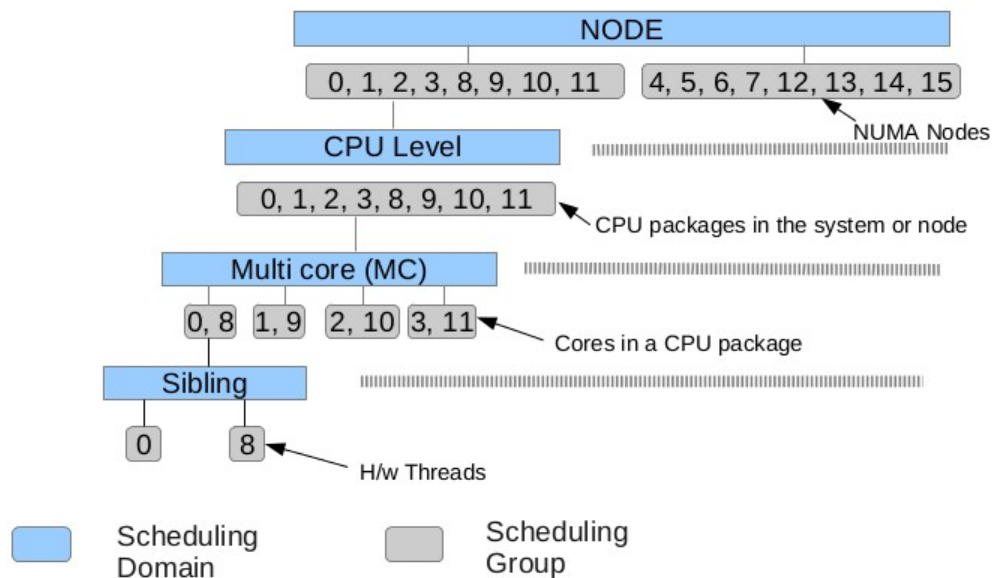 NODE
0, 1, 2, 3, 8, 9, 10, 11
4, 5, 6, 7, 12, 13, 14, 15
NUMA Nodes
CPU Level
0, 1, 2, 3, 8, 9, 10, 11
CPU packages in the system or node
Multi core (MC)
0, 8
1, 9
2, 10
3, 11
Cores in a CPU package
Sibling
0
8
H/w Threads
Scheduling
Domain
Scheduling
Group